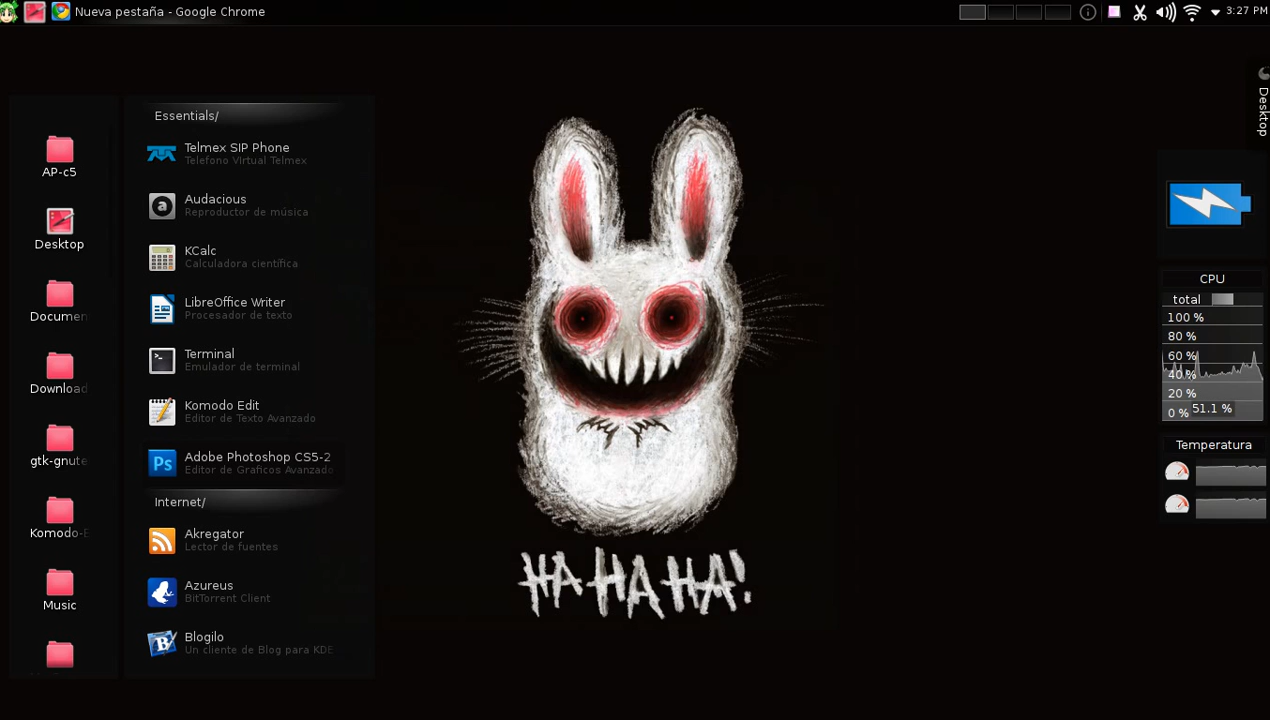 Nueva pestaña - Google Chrome
3:27 PM
Desktop
AP-c5
Desktop
Documen
Download
gtk-gnute
Komodo-E
Music
Essentials/
Telmex SIP Phone
Telefono VIrtual Telmex
Audacious
Reproductor de música
KCalc
Calculadora científica
LibreOffice Writer
Procesador de texto
Terminal
Emulador de terminal
Komodo Edit
Editor de Texto Avanzado
Adobe Photoshop CS5-2
Editor de Graficos Avanzado
Internet/
Akregator
Lector de fuentes
Azureus
BitTorrent Client
Blogilo
Un cliente de Blog para KDE
HA HA HA!
CPU
total
100 %
80 %
60 %
40 %
20 %
0 %
51.1 %
Temperatura